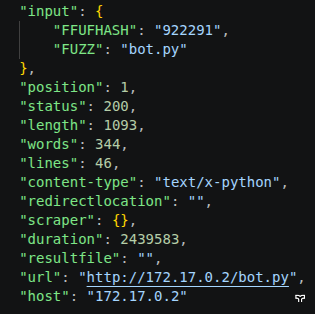 "input": {
"FFUFHASH": "922291",
"FUZZ": "bot.py"
},
"position": 1,
"status": 200,
"length": 1093,
"words": 344,
"lines": 46,
"content-type": "text/x-python",
"redirectlocation": "",
"scraper": {},
"duration": 2439583,
"resultfile": "",
"url": "http://172.17.0.2/bot.py",
"host": "172.17.0.2"